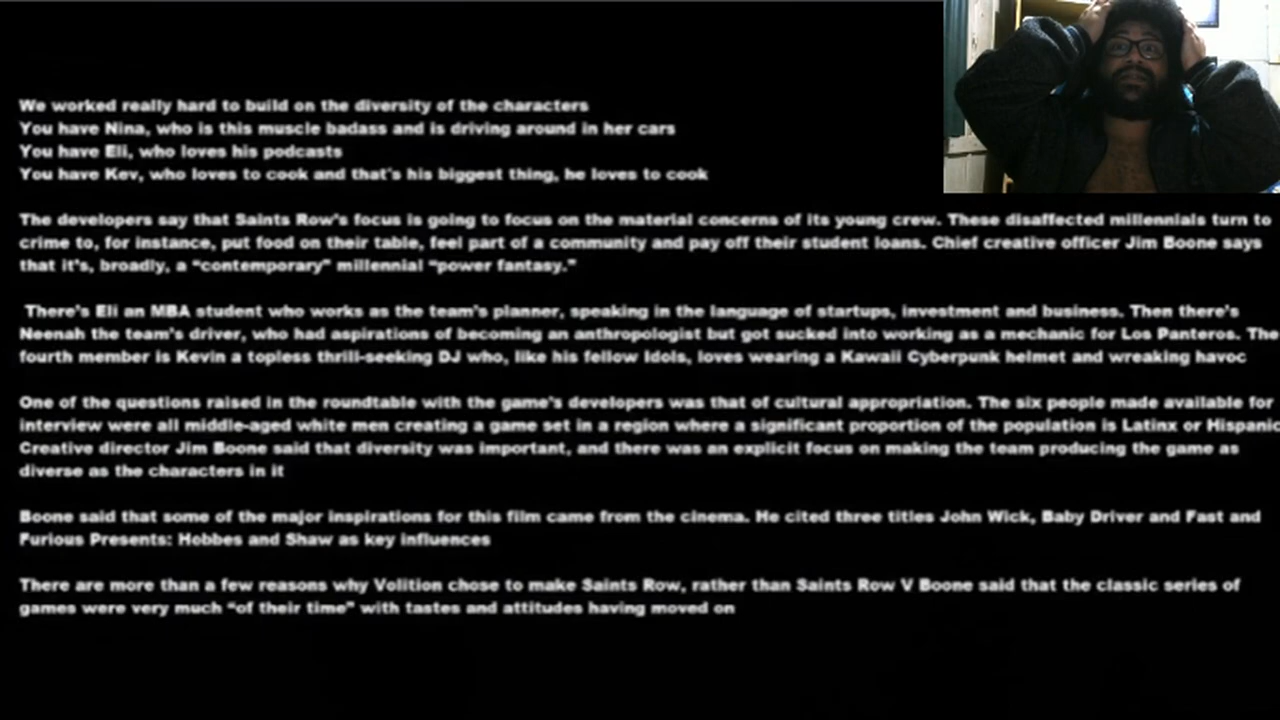 We worked really hard to build on the diversity of the characters
You have Nina, who is this muscle badass and is driving around in her cars
You have Eli, who loves his podcasts
You have Kev, who loves to cook and that's his biggest thing, he loves to cook
The developers say that Saints Row's focus is going to focus on the material concerns of its young crew. These disaffected millennials turn to
crime to, for instance, put food on their table, feel part of a community and pay off their student loans. Chief creative officer Jim Boone says
that it's, broadly, a “contemporary” millennial “power fantasy.”
There's Eli an MBA student who works as the team's planner, speaking in the language of startups, investment and business. Then there's
Neenah the team's driver, who had aspirations of becoming an anthropologist but got sucked into working as a mechanic for Los Panteros. The
fourth member is Kevin a topless thrill-seeking DJ who, like his fellow Idols, loves wearing a Kawaii Cyberpunk helmet and wreaking havoc
One of the questions raised in the roundtable with the game's developers was that of cultural appropriation. The six people made available for
interview were all middle-aged white men creating a game set in a region where a significant proportion of the population is Latinx or Hispanic
Creative director Jim Boone said that diversity was important, and there was an explicit focus on making the team producing the game as
diverse as the characters in it
Boone said that some of the major inspirations for this film came from the cinema. He cited three titles John Wick, Baby Driver and Fast and
Furious Presents: Hobbes and Shaw as key influences
There are more than a few reasons why Volition chose to make Saints Row, rather than Saints Row V Boone said that the classic series of
games were very much “of their time” with tastes and attitudes having moved on